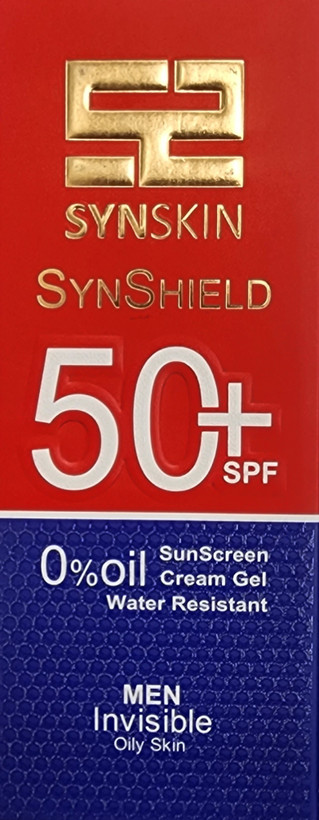 SYNSKIN
SYNSHIELD
50+
SPF
0%oil SunScreen
Cream Gel
Water Resistant
MEN
Invisible
Oily Skin